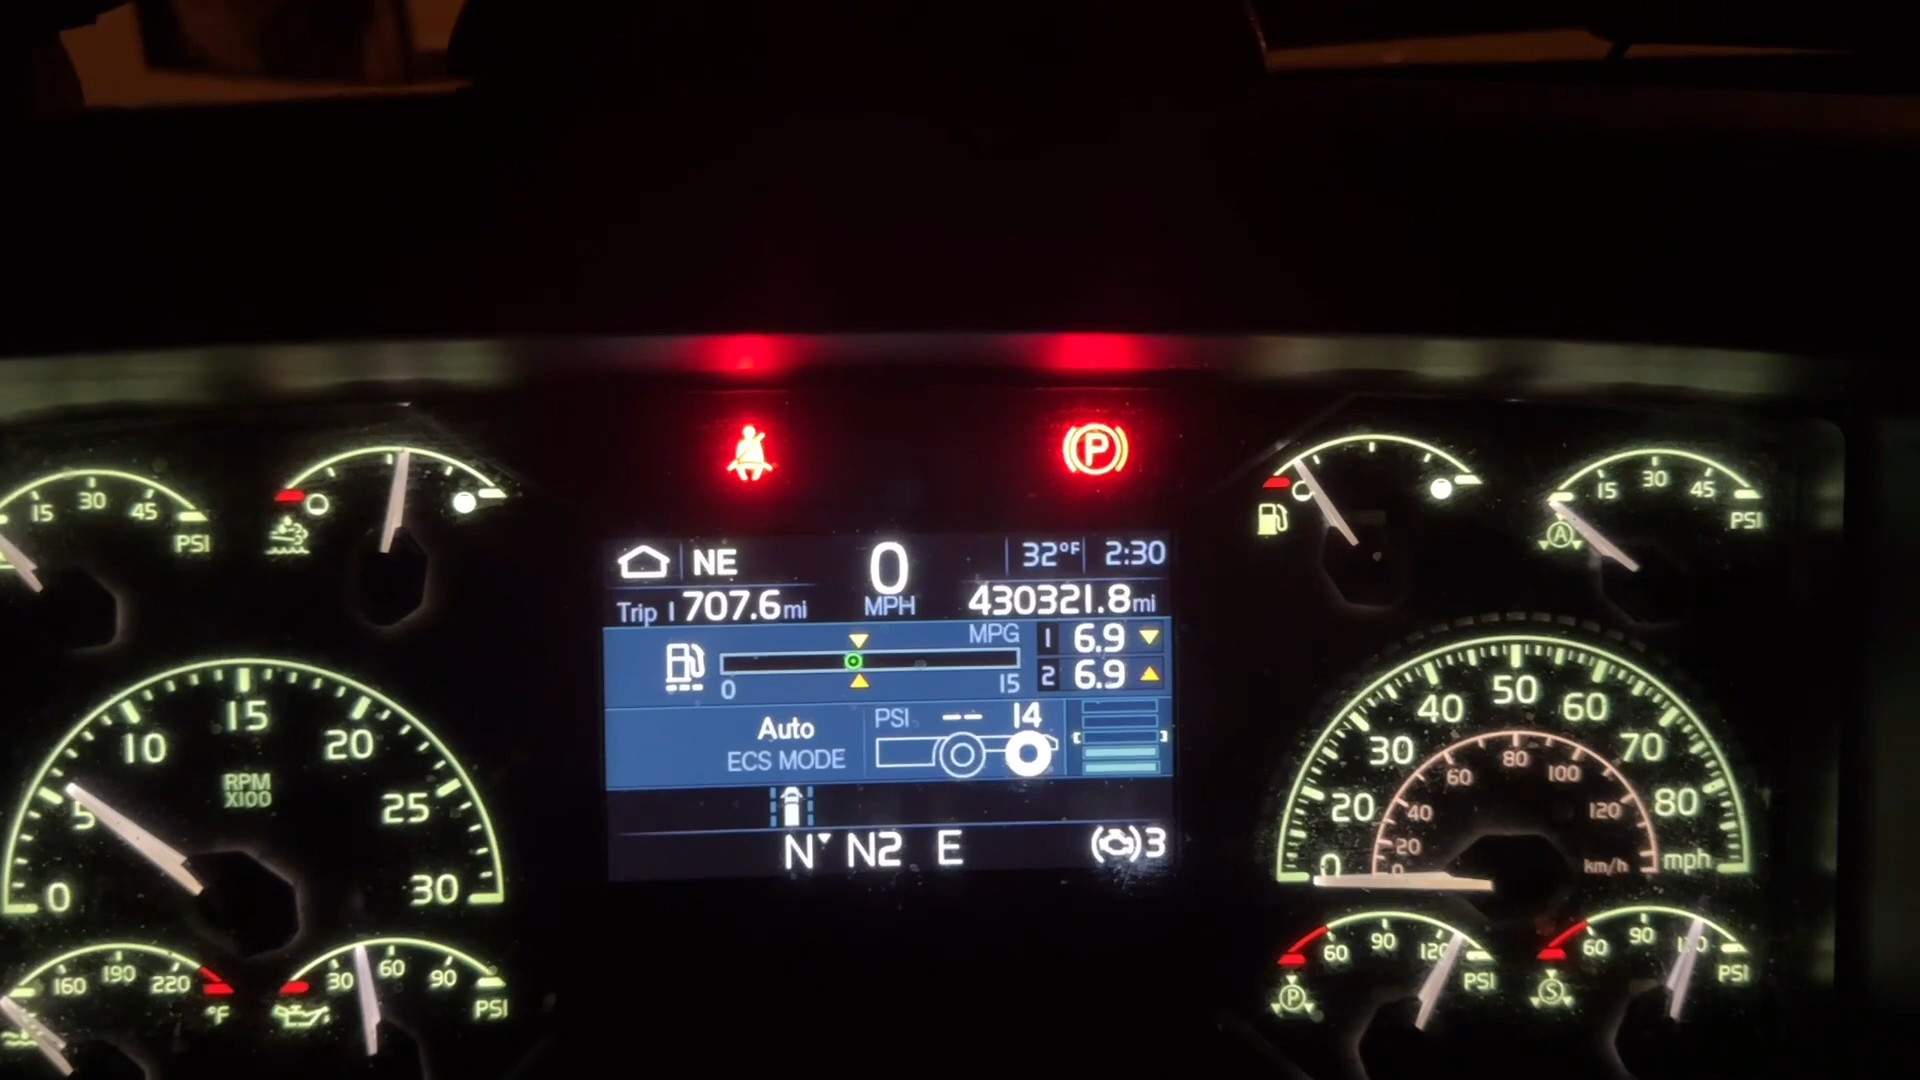 15 30 45 PSI
P
15 30 45 PSI
A
NE 0 MPH 32°F 2:30
Trip 1 707.6mi 430321.8mi
MPG 1 6.9
0 15 2 6.9
Auto PSI -- 14
ECS MODE
N N2 E 3
0 5 10 15 20 25 30
RPM
X100
0 20 30 40 50 60 70 80 mph
0 20 40 60 80 100 120 km/h
160 190 220 °F
30 60 90 PSI
60 90 120 PSI
P
60 90 PSI
S